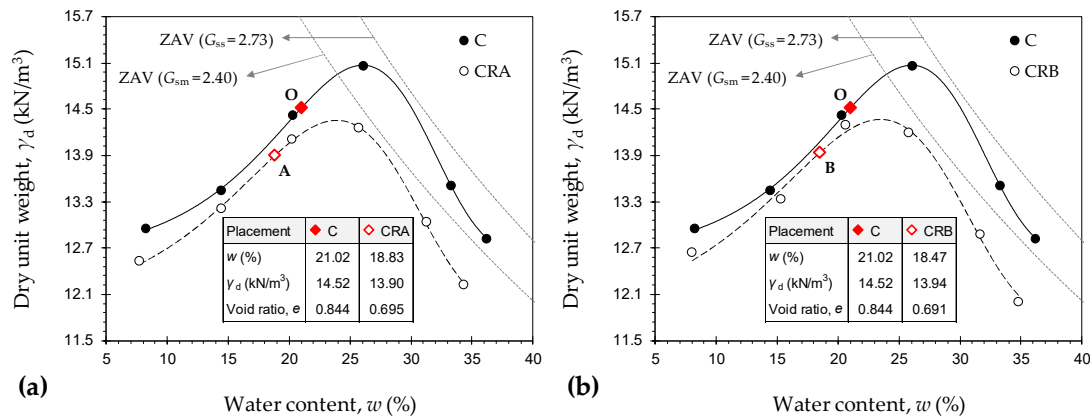 15.7
15.1
14.5
13.9
13.3
12.7
12.1
11.5
Dry unit weight, γd (kN/m³)
ZAV (Gss = 2.73)
ZAV (Gsm = 2.40)
C
CRA
O
A
Placement C CRA
w (%) 21.02 18.83
γd (kN/m³) 14.52 13.90
Void ratio, e 0.844 0.695
5 10 15 20 25 30 35 40
(a)
Water content, w (%)
15.7
15.1
14.5
13.9
13.3
12.7
12.1
11.5
Dry unit weight, γd (kN/m³)
ZAV (Gss = 2.73)
ZAV (Gsm = 2.40)
C
CRB
O
B
Placement C CRB
w (%) 21.02 18.47
γd (kN/m³) 14.52 13.94
Void ratio, e 0.844 0.691
5 10 15 20 25 30 35 40
(b)
Water content, w (%)